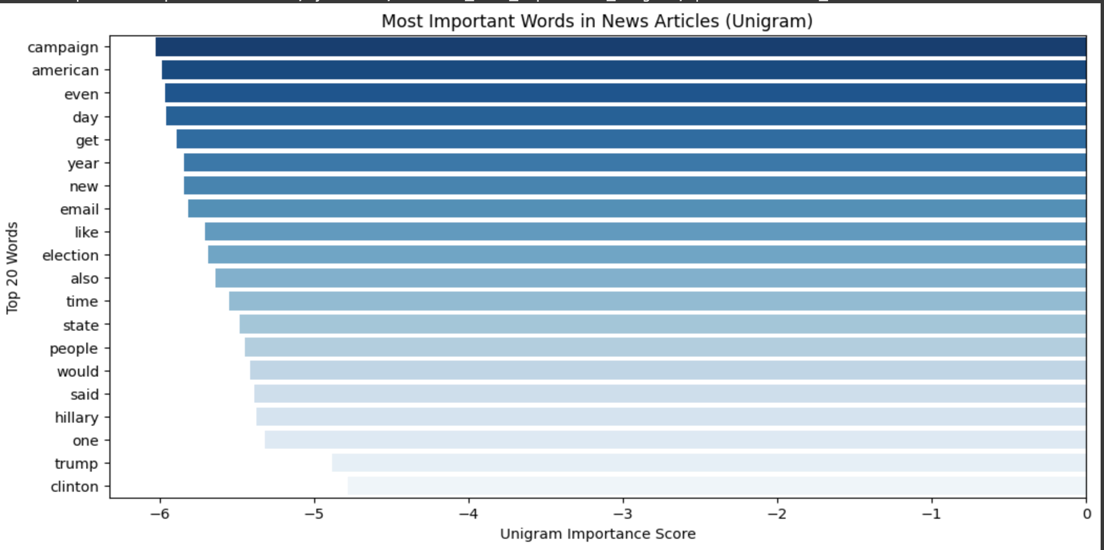 Most Important Words in News Articles (Unigram)
campaign
american
even
day
get
year
new
email
like
election
also
time
state
people
would
said
hillary
one
trump
clinton
Top 20 Words
−6 −5 −4 −3 −2 −1 0
Unigram Importance Score